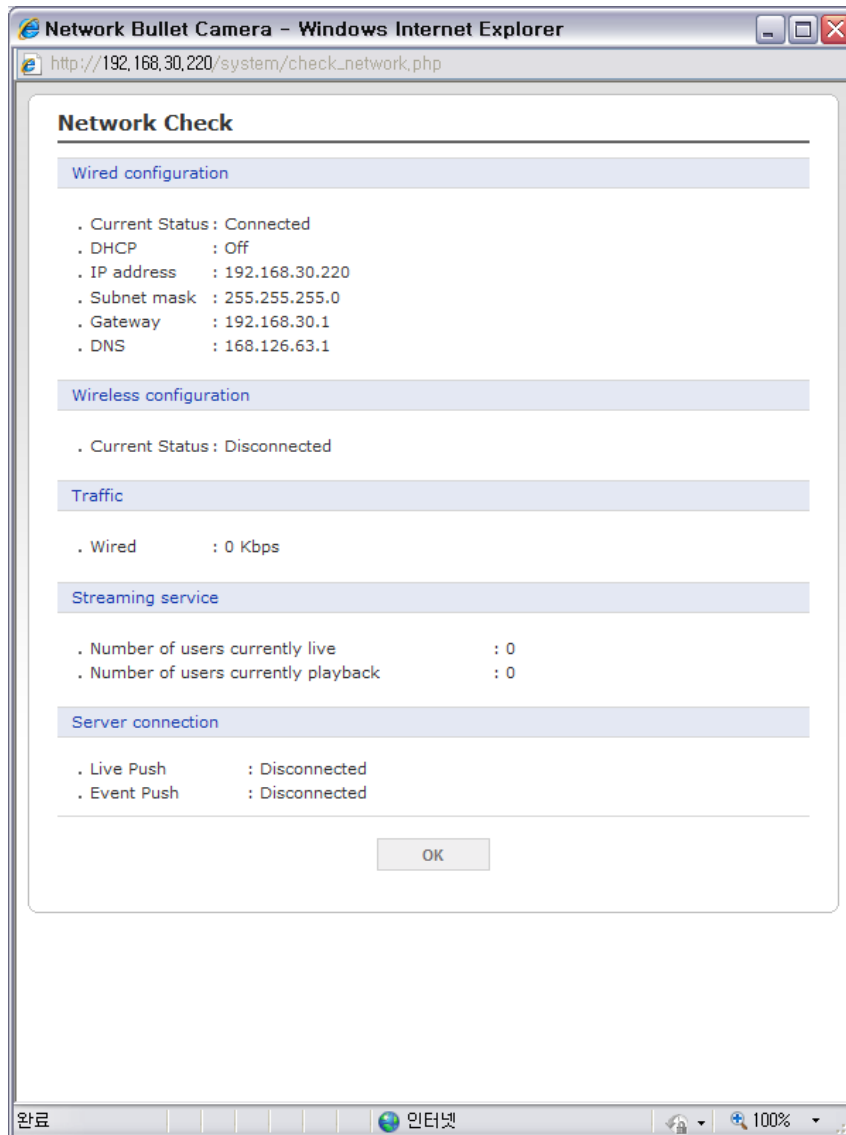 Network Bullet Camera - Windows Internet Explorer
http://192,168,30,220/system/check_network,php
Network Check
Wired configuration
. Current Status : Connected
. DHCP : Off
. IP address : 192.168.30.220
. Subnet mask : 255.255.255.0
. Gateway : 192.168.30.1
. DNS : 168.126.63.1
Wireless configuration
. Current Status : Disconnected
Traffic
. Wired : 0 Kbps
Streaming service
. Number of users currently live : 0
. Number of users currently playback : 0
Server connection
. Live Push : Disconnected
. Event Push : Disconnected
OK
완료 인터넷 100%